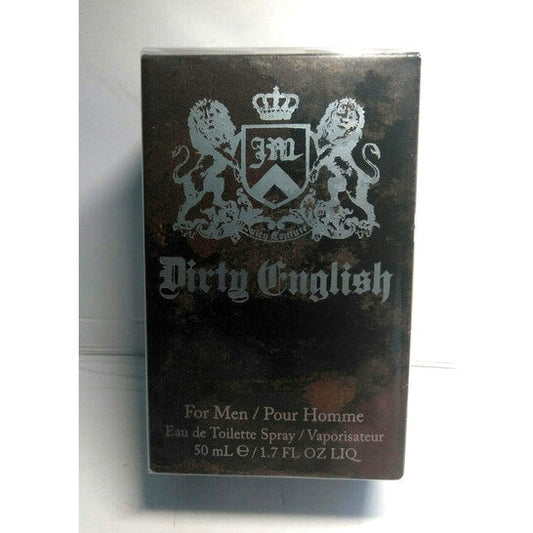 JM
Juicy Couture
Dirty English
For Men / Pour Homme
Eau de Toilette Spray / Vaporisateur
50 mL ℮ / 1.7 FL OZ LIQ